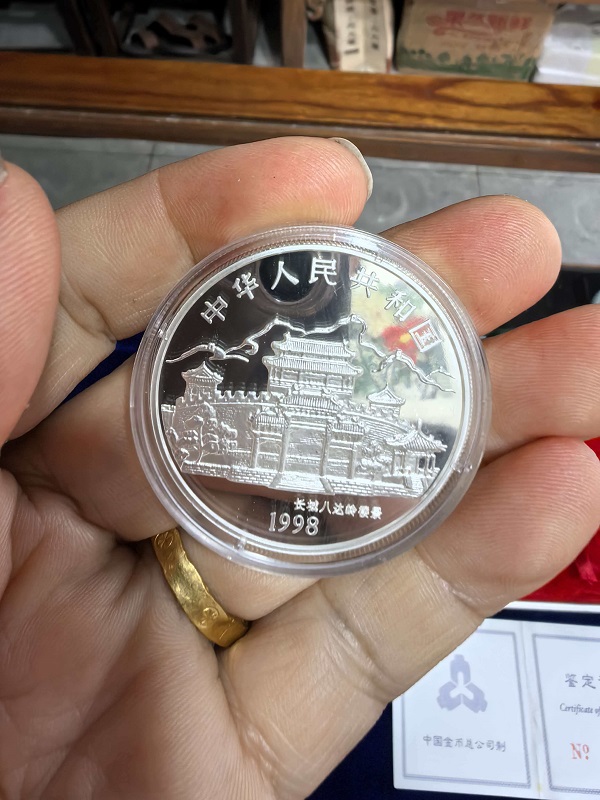 中华人民共和国
长城八达岭
1998
鉴定
Certificate of
中国金币总公司制
Nº